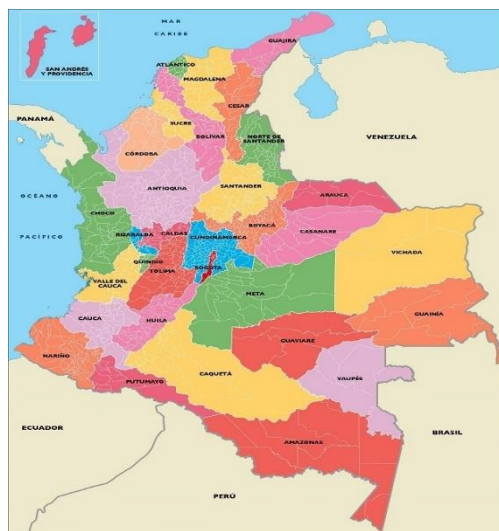 MAR
CARIBE
SAN ANDRÉS
Y PROVIDENCIA
GUAJIRA
ATLÁNTICO
MAGDALENA
PANAMÁ
CESAR
SUCRE
BOLÍVAR
NORTE DE
SANTANDER
VENEZUELA
CÓRDOBA
ANTIOQUIA
SANTANDER
OCÉANO
PACÍFICO
ARAUCA
CHOCO
BOYACÁ
CASANARE
RISARALDA
CALDAS
CUNDINAMARCA
VICHADA
QUINDIO
BOGOTÁ
TOLIMA
VALLE DEL
CAUCA
META
GUAINÍA
CAUCA
HUILA
GUAVIARE
NARIÑO
CAQUETÁ
VAUPÉS
PUTUMAYO
ECUADOR
BRASIL
AMAZONAS
PERÚ